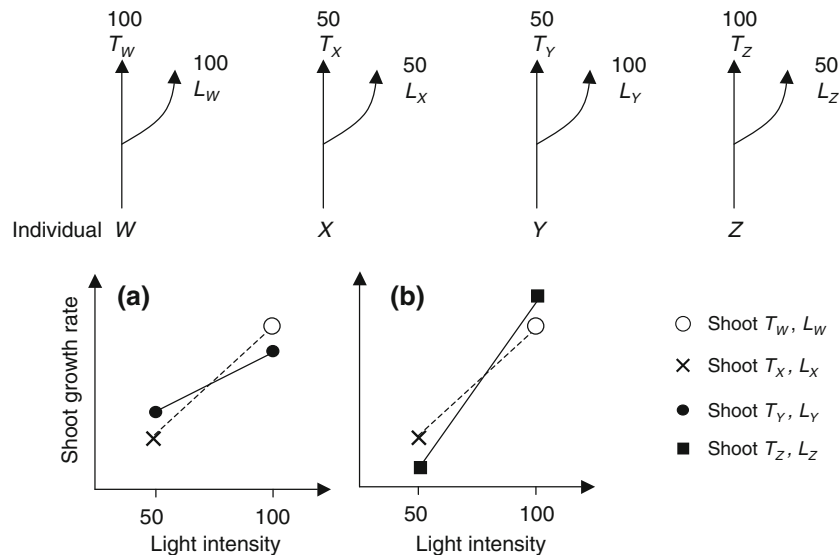 100 50 50 100
T_W T_X T_Y T_Z
100 50 100 50
L_W L_X L_Y L_Z
Individual W X Y Z
(a) (b)
Shoot growth rate
Shoot T_W, L_W
Shoot T_X, L_X
Shoot T_Y, L_Y
Shoot T_Z, L_Z
50 100 50 100
Light intensity Light intensity